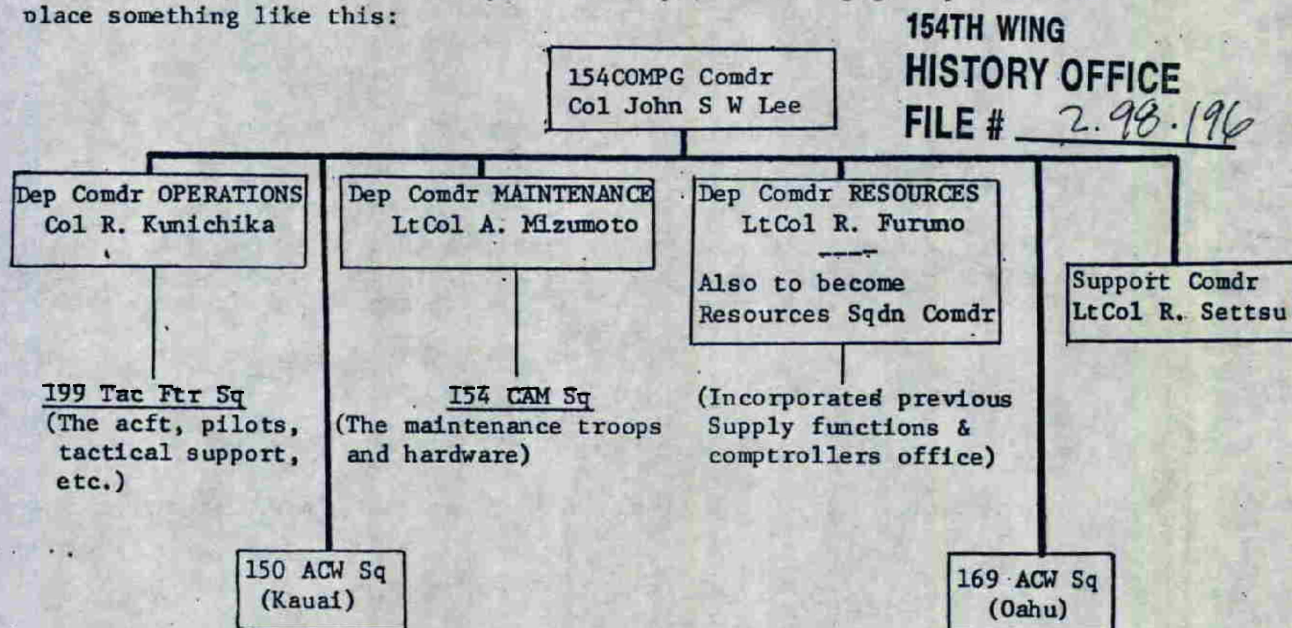 place something like this:
154TH WING
HISTORY OFFICE
FILE # 2.98.196
154COMPG Comdr
Col John S W Lee
Dep Comdr OPERATIONS
Col R. Kunichika
Dep Comdr MAINTENANCE
LtCol A. Mizumoto
Dep Comdr RESOURCES
LtCol R. Furuno
Also to become
Resources Sqdn Comdr
Support Comdr
LtCol R. Settsu
199 Tac Ftr Sq
(The acft, pilots,
tactical support,
etc.)
154 CAM Sq
(The maintenance troops
and hardware)
(Incorporated previous
Supply functions &
comptrollers office)
150 ACW Sq
(Kauai)
169 ACW Sq
(Oahu)